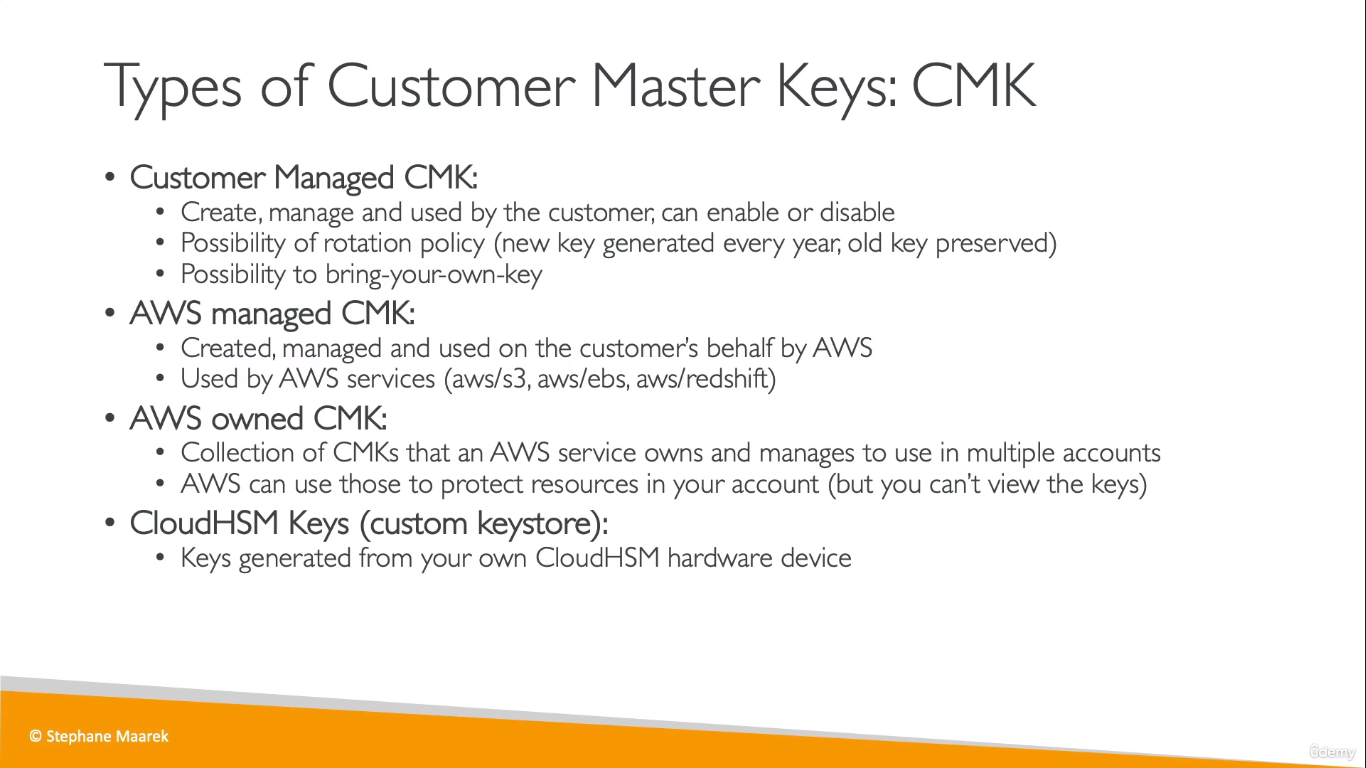 Types of Customer Master Keys: CMK
• Customer Managed CMK:
• Create, manage and used by the customer, can enable or disable
• Possibility of rotation policy (new key generated every year, old key preserved)
• Possibility to bring-your-own-key
• AWS managed CMK:
• Created, managed and used on the customer's behalf by AWS
• Used by AWS services (aws/s3, aws/ebs, aws/redshift)
• AWS owned CMK:
• Collection of CMKs that an AWS service owns and manages to use in multiple accounts
• AWS can use those to protect resources in your account (but you can't view the keys)
• CloudHSM Keys (custom keystore):
• Keys generated from your own CloudHSM hardware device
© Stephane Maarek
ûdemy